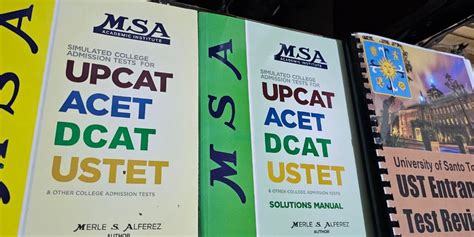 MSA
ACADEMIC INSTITUTE
SIMULATED COLLEGE
ADMISSION TESTS FOR
UPCAT
ACET
DCAT
USTET
& OTHER COLLEGE ADMISSION TESTS
MERLE S. ALFEREZ
AUTHOR
MSA
MSA
ACADEMIC INSTITUTE
SIMULATED COLLEGE
ADMISSION TESTS FOR
UPCAT
ACET
DCAT
USTET
& OTHER COLLEGE ADMISSION TESTS
SOLUTIONS MANUAL
MERLE S. ALFEREZ
AUTHOR
University of Santo
UST Entran
Test Rev